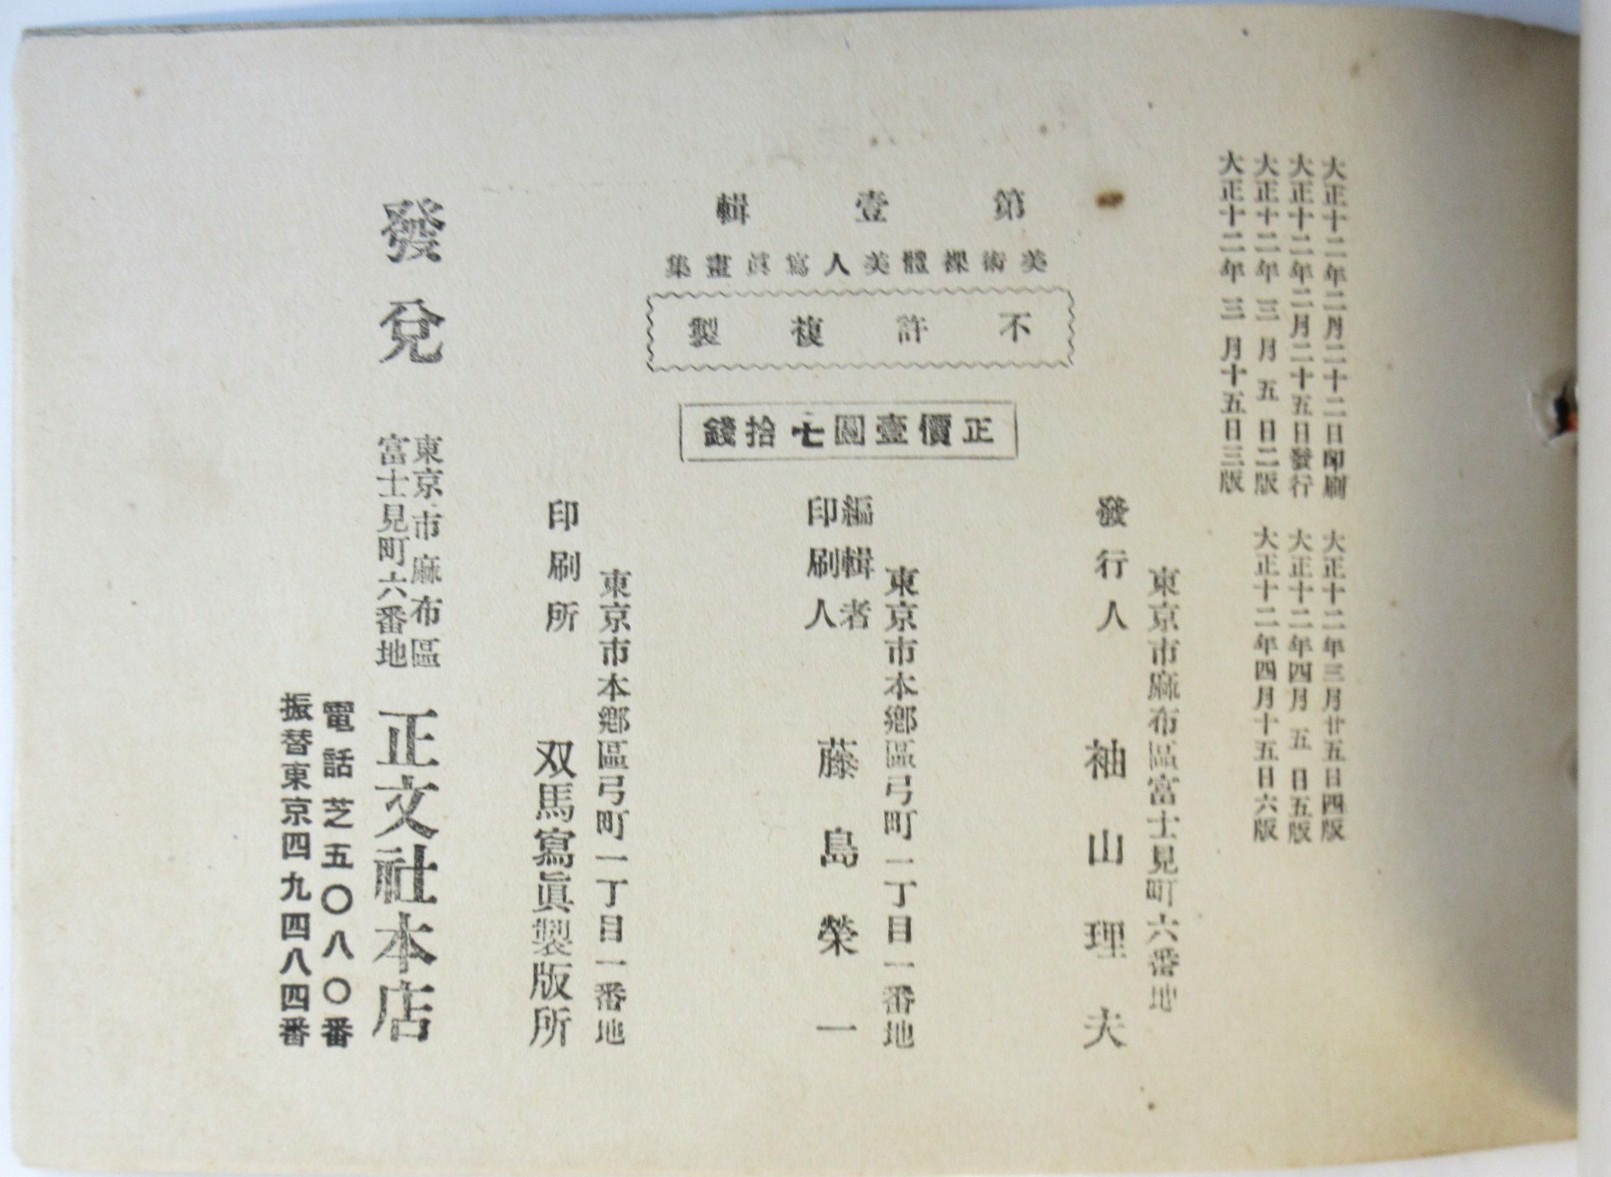 大正十二年二月二十二日印刷
大正十二年二月二十五日發行
大正十二年三月五日二版
大正十二年三月十五日三版
大正十二年三月廿五日四版
大正十二年四月五日五版
大正十二年四月十五日六版
第壹輯
美術裸體美人寫眞畫集
不許複製
正價壹圓七拾錢
東京市麻布區富士見町六番地
發行人 袖山理夫
東京市本鄕區弓町一丁目一番地
編輯者
印刷人
藤島榮一
東京市本鄕區弓町一丁目一番地
印刷所 双馬寫眞製版所
發兌
東京市麻布區
富士見町六番地
正文社本店
電話芝五〇八〇番
振替東京四九四八四番